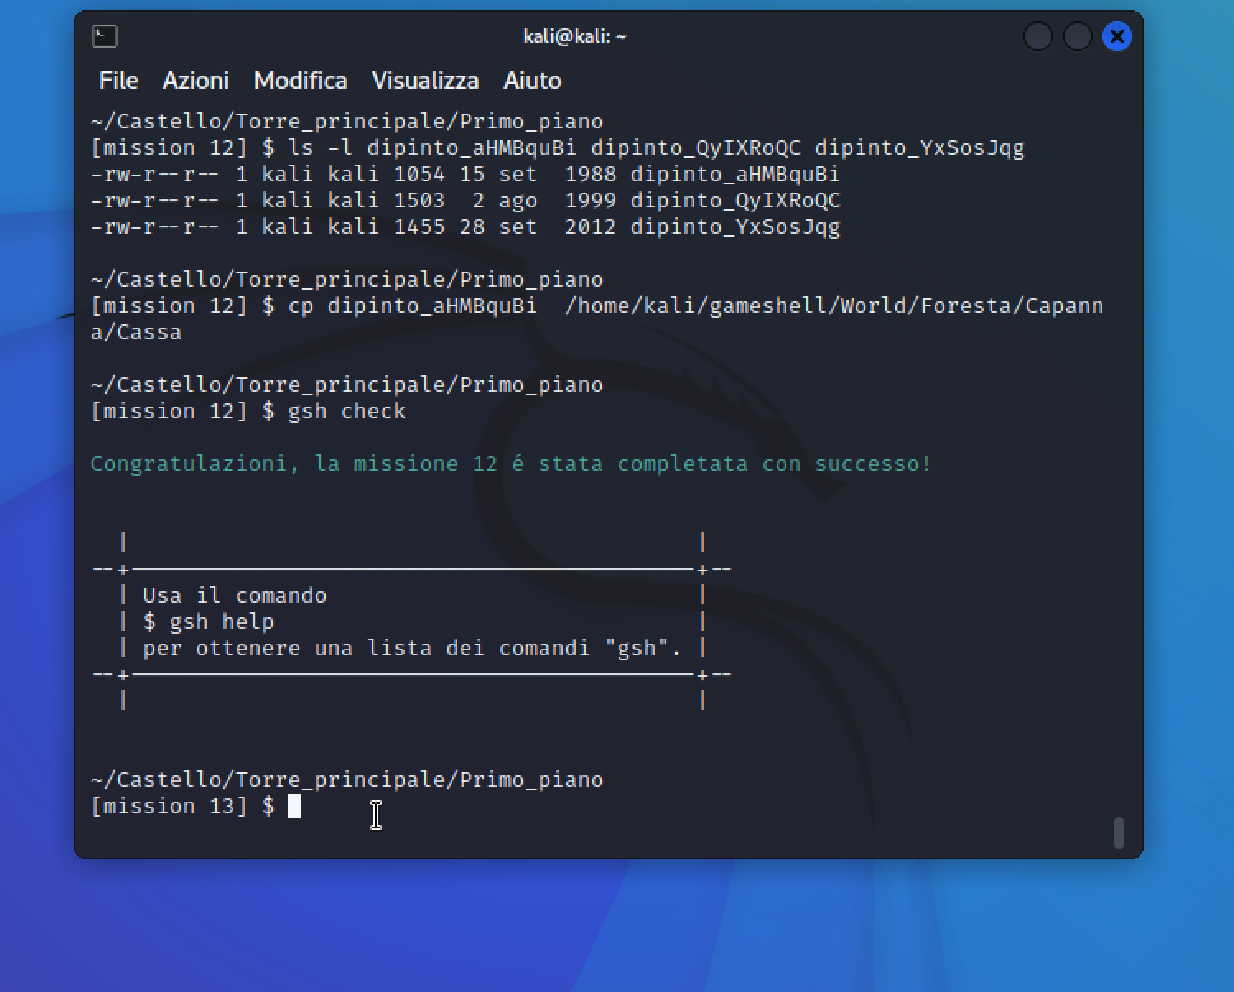 kali@kali: ~
File Azioni Modifica Visualizza Aiuto
~/Castello/Torre_principale/Primo_piano
[mission 12] $ ls -l dipinto_aHMBquBi dipinto_QyIXRoQC dipinto_YxSosJqg
-rw-r--r-- 1 kali kali 1054 15 set  1988 dipinto_aHMBquBi
-rw-r--r-- 1 kali kali 1503  2 ago  1999 dipinto_QyIXRoQC
-rw-r--r-- 1 kali kali 1455 28 set  2012 dipinto_YxSosJqg
~/Castello/Torre_principale/Primo_piano
[mission 12] $ cp dipinto_aHMBquBi  /home/kali/gameshell/World/Foresta/Capann
a/Cassa
~/Castello/Torre_principale/Primo_piano
[mission 12] $ gsh check
Congratulazioni, la missione 12 é stata completata con successo!
Usa il comando
$ gsh help
per ottenere una lista dei comandi "gsh".
~/Castello/Torre_principale/Primo_piano
[mission 13] $